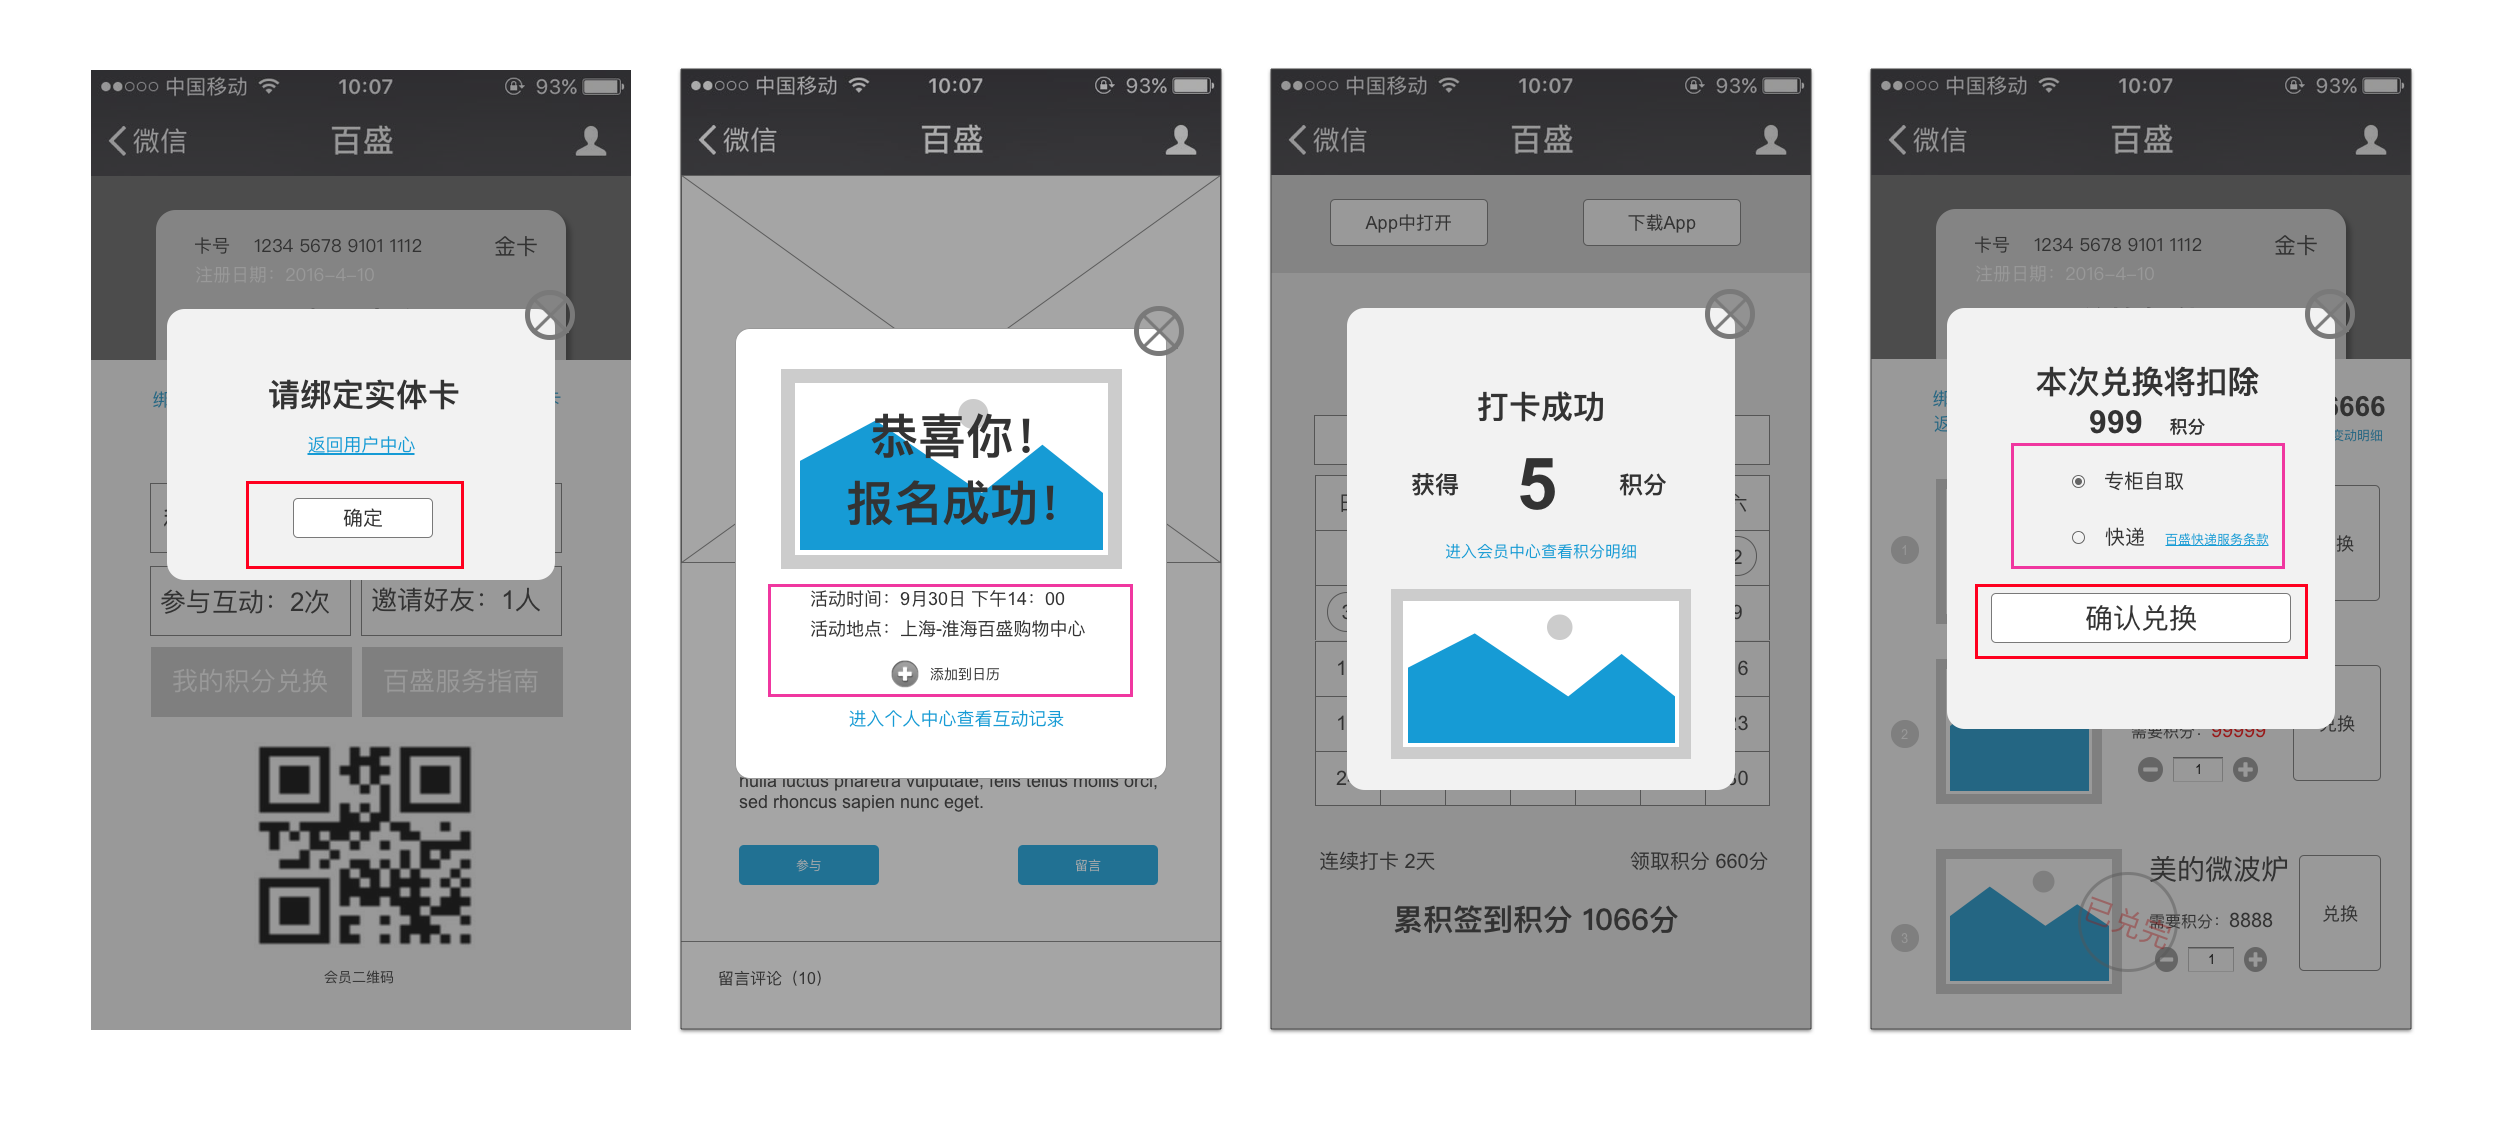 中国移动 10:07 93%
微信 百盛
卡号 1234 5678 9101 1112 金卡
注册日期：2016-4-10
请绑定实体卡
返回用户中心
确定
参与互动：2次 邀请好友：1人
我的积分兑换 百盛服务指南
会员二维码
中国移动 10:07 93%
微信 百盛
恭喜你！
报名成功！
活动时间：9月30日 下午14：00
活动地点：上海-淮海百盛购物中心
添加到日历
进入个人中心查看互动记录
nulla luctus pharetra vulputate, felis tellus mollis orci,
sed rhoncus sapien nunc eget.
参与 留言
留言评论（10）
中国移动 10:07 93%
微信 百盛
App中打开 下载App
打卡成功
获得 5 积分
六
进入会员中心查看积分明细
连续打卡 2天 领取积分 660分
累积签到积分 1066分
中国移动 10:07 93%
微信 百盛
卡号 1234 5678 9101 1112 金卡
注册日期：2016-4-10
本次兑换将扣除
999 积分
变动明细
专柜自取
快递 百盛快递服务条款
1 换
确认兑换
2 需要积分：99999 兑换
1
美的微波炉
3 需要积分：8888 兑换
已兑完
1